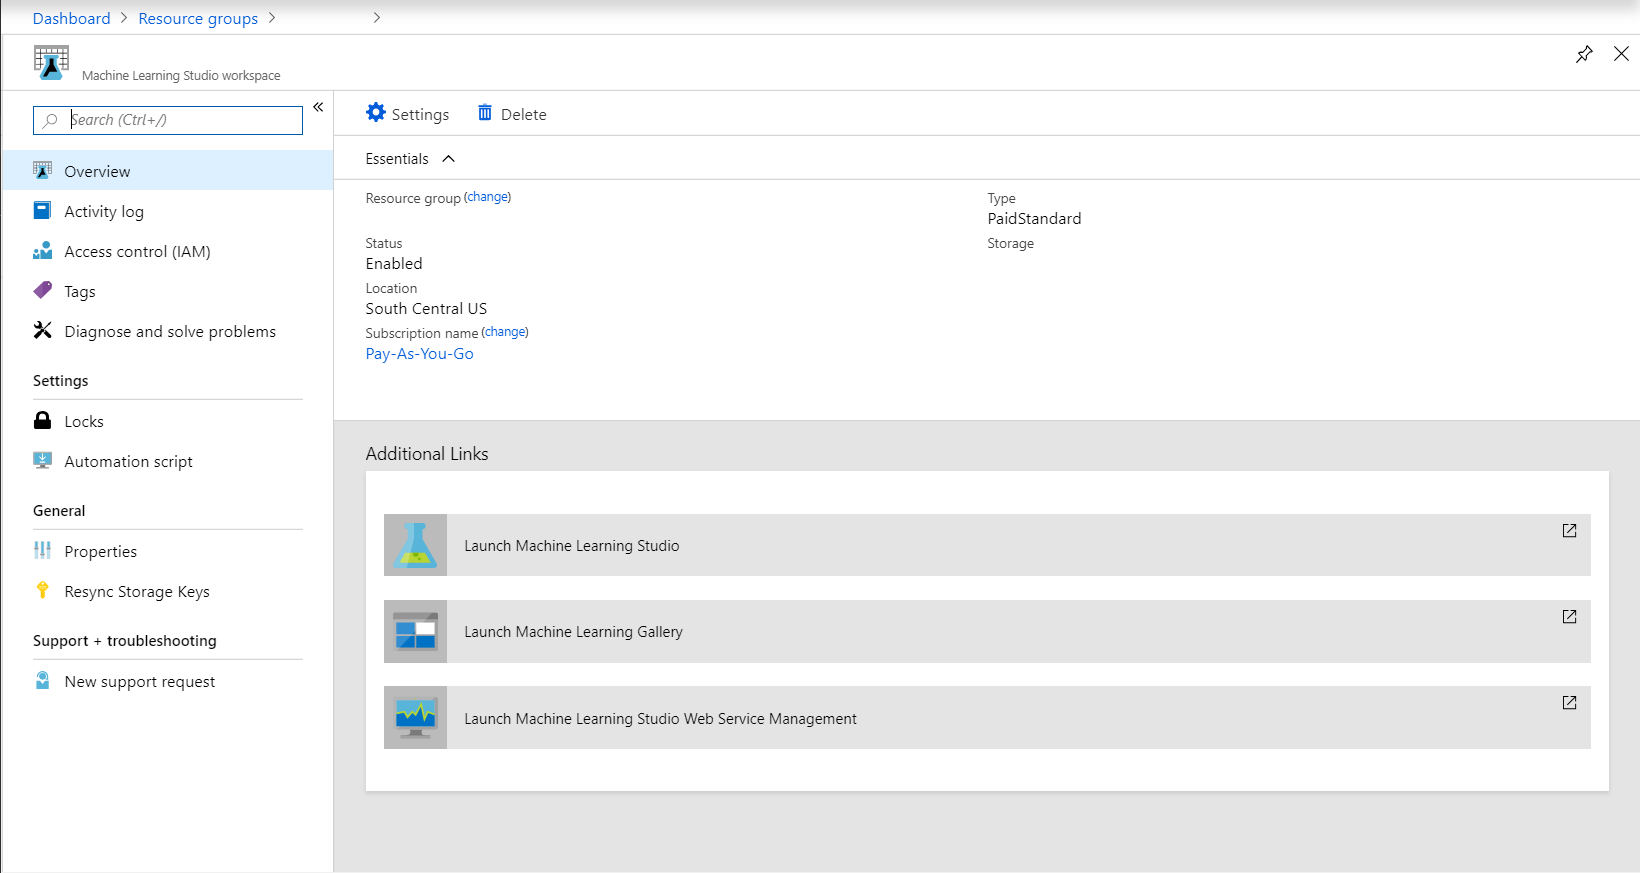 Dashboard > Resource groups > >
Machine Learning Studio workspace
Search (Ctrl+/)
«
Overview
Activity log
Access control (IAM)
Tags
Diagnose and solve problems
Settings
Locks
Automation script
General
Properties
Resync Storage Keys
Support + troubleshooting
New support request
Settings Delete
Essentials
Resource group (change)
Status
Enabled
Location
South Central US
Subscription name (change)
Pay-As-You-Go
Type
PaidStandard
Storage
Additional Links
Launch Machine Learning Studio
Launch Machine Learning Gallery
Launch Machine Learning Studio Web Service Management